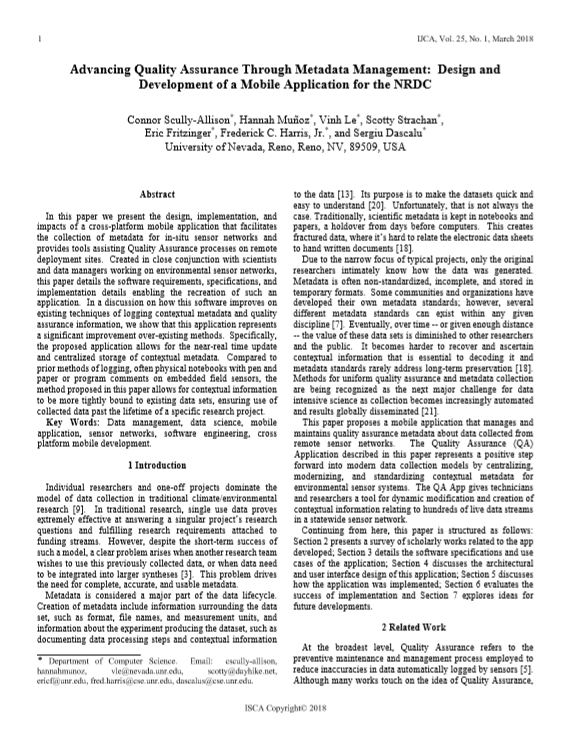 1
IJCA, Vol. 25, No. 1, March 2018
Advancing Quality Assurance Through Metadata Management: Design and
Development of a Mobile Application for the NRDC
Connor Scully-Allison*, Hannah Muñoz*, Vinh Le*, Scotty Strachan*,
Eric Fritzinger*, Frederick C. Harris, Jr.*, and Sergiu Dascalu*
University of Nevada, Reno, Reno, NV, 89509, USA
Abstract
In this paper we present the design, implementation, and
impacts of a cross-platform mobile application that facilitates
the collection of metadata for in-situ sensor networks and
provides tools assisting Quality Assurance processes on remote
deployment sites. Created in close conjunction with scientists
and data managers working on environmental sensor networks,
this paper details the software requirements, specifications, and
implementation details enabling the recreation of such an
application. In a discussion on how this software improves on
existing techniques of logging contextual metadata and quality
assurance information, we show that this application represents
a significant improvement over-existing methods. Specifically,
the proposed application allows for the near-real time update
and centralized storage of contextual metadata. Compared to
prior methods of logging, often physical notebooks with pen and
paper or program comments on embedded field sensors, the
method proposed in this paper allows for contextual information
to be more tightly bound to existing data sets, ensuring use of
collected data past the lifetime of a specific research project.
Key Words: Data management, data science, mobile
application, sensor networks, software engineering, cross
platform mobile development.
1 Introduction
Individual researchers and one-off projects dominate the
model of data collection in traditional climate/environmental
research [9]. In traditional research, single use data proves
extremely effective at answering a singular project's research
questions and fulfilling research requirements attached to
funding streams. However, despite the short-term success of
such a model, a clear problem arises when another research team
wishes to use this previously collected data, or when data need
to be integrated into larger syntheses [3]. This problem drives
the need for complete, accurate, and usable metadata.
Metadata is considered a major part of the data lifecycle.
Creation of metadata include information surrounding the data
set, such as format, file names, and measurement units, and
information about the experiment producing the dataset, such as
documenting data processing steps and contextual information
* Department of Computer Science. Email: cscully-allison,
hannahmunoz, vle@nevada.unr.edu, scotty@dayhike.net,
ericf@unr.edu, fred.harris@cse.unr.edu, dascalus@cse.unr.edu.
to the data [13]. Its purpose is to make the datasets quick and
easy to understand [20]. Unfortunately, that is not always the
case. Traditionally, scientific metadata is kept in notebooks and
papers, a holdover from days before computers. This creates
fractured data, where it's hard to relate the electronic data sheets
to hand written documents [18].
Due to the narrow focus of typical projects, only the original
researchers intimately know how the data was generated.
Metadata is often non-standardized, incomplete, and stored in
temporary formats. Some communities and organizations have
developed their own metadata standards; however, several
different metadata standards can exist within any given
discipline [7]. Eventually, over time -- or given enough distance
-- the value of these data sets is diminished to other researchers
and the public. It becomes harder to recover and ascertain
contextual information that is essential to decoding it and
metadata standards rarely address long-term preservation [18].
Methods for uniform quality assurance and metadata collection
are being recognized as the next major challenge for data
intensive science as collection becomes increasingly automated
and results globally disseminated [21].
This paper proposes a mobile application that manages and
maintains quality assurance metadata about data collected from
remote sensor networks. The Quality Assurance (QA)
Application described in this paper represents a positive step
forward into modern data collection models by centralizing,
modernizing, and standardizing contextual metadata for
environmental sensor systems. The QA App gives technicians
and researchers a tool for dynamic modification and creation of
contextual information relating to hundreds of live data streams
in a statewide sensor network.
Continuing from here, this paper is structured as follows:
Section 2 presents a survey of scholarly works related to the app
developed; Section 3 details the software specifications and use
cases of the application; Section 4 discusses the architectural
and user interface design of this application; Section 5 discusses
how the application was implemented; Section 6 evaluates the
success of implementation and Section 7 explores ideas for
future developments.
2 Related Work
At the broadest level, Quality Assurance refers to the
preventive maintenance and management process employed to
reduce inaccuracies in data automatically logged by sensors [5].
Although many works touch on the idea of Quality Assurance,
ISCA Copyright© 2018